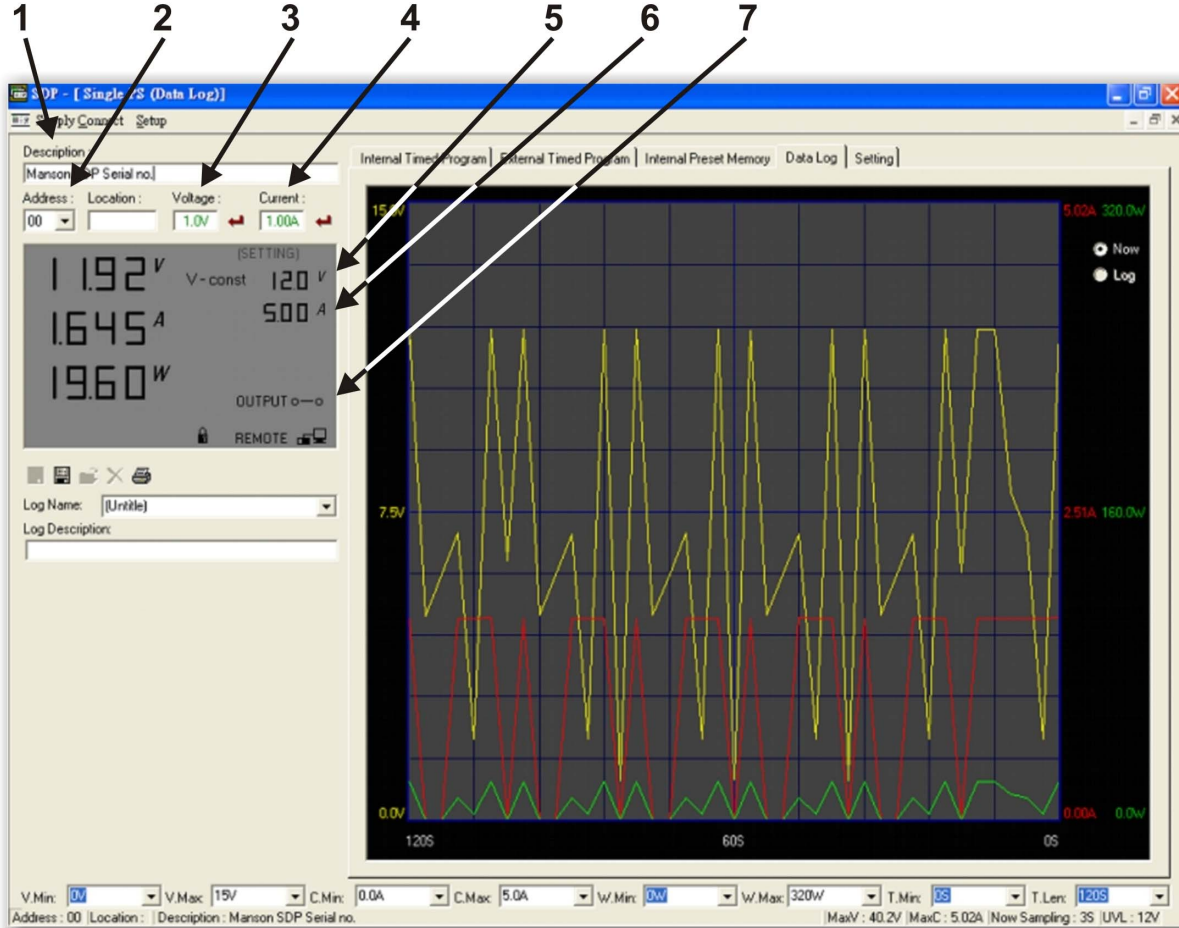 1 2 3 4 5 6 7
SDP - [ Single PS (Data Log)]
Supply Connect Setup
Description :
Manson SDP Serial no.
Address : Location : Voltage : Current :
00 1.0V 1.00A
(SETTING)
11.92 V V-const 12.0 V
1.645 A 5.00 A
19.60 W
OUTPUT
REMOTE
Log Name: (Untitle)
Log Description:
Internal Timed Program External Timed Program Internal Preset Memory Data Log Setting
15.0V 5.02A 320.0W
Now
Log
7.5V 2.51A 160.0W
0.0V 0.00A 0.0W
120S 60S 0S
V.Min: 0V V.Max: 15V C.Min: 0.0A C.Max: 5.0A W.Min: 0W W.Max: 320W T.Min: 0S T.Len: 120S
Address : 00 Location : Description : Manson SDP Serial no. MaxV : 40.2V MaxC : 5.02A Now Sampling : 3S UVL : 12V